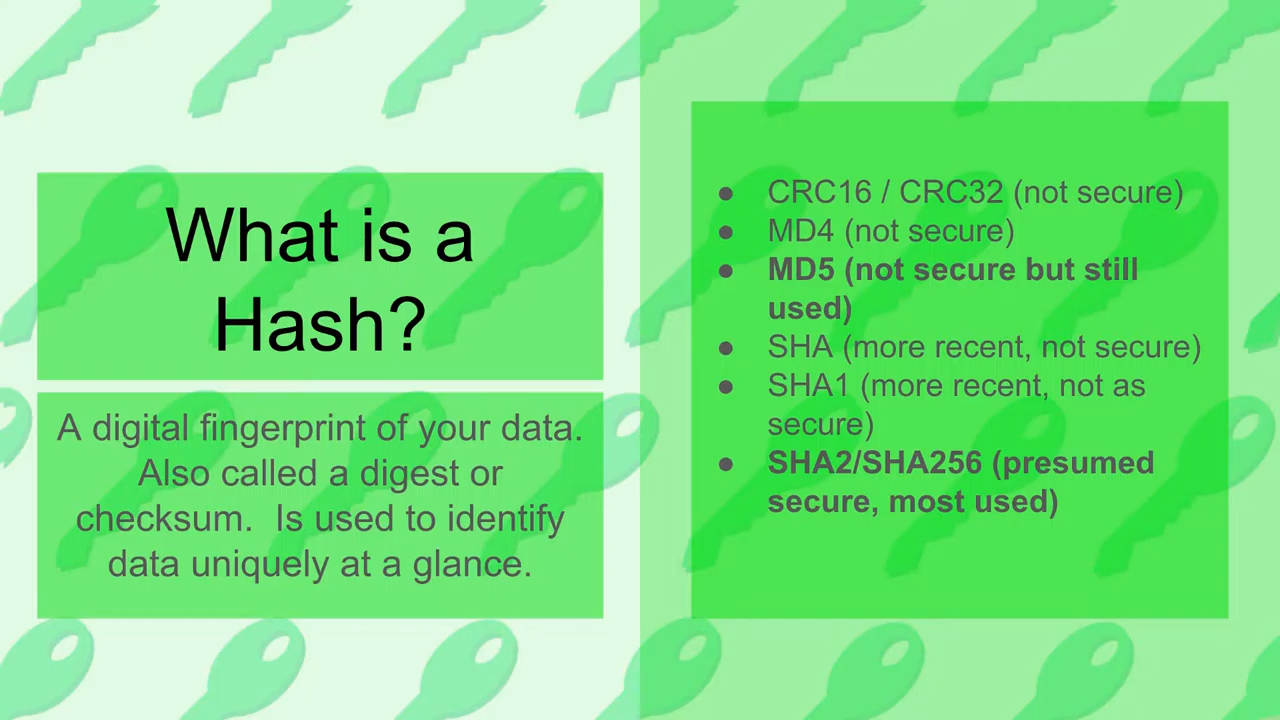 What is a
Hash?
A digital fingerprint of your data.
Also called a digest or
checksum.  Is used to identify
data uniquely at a glance.
● CRC16 / CRC32 (not secure)
● MD4 (not secure)
● MD5 (not secure but still
used)
● SHA (more recent, not secure)
● SHA1 (more recent, not as
secure)
● SHA2/SHA256 (presumed
secure, most used)